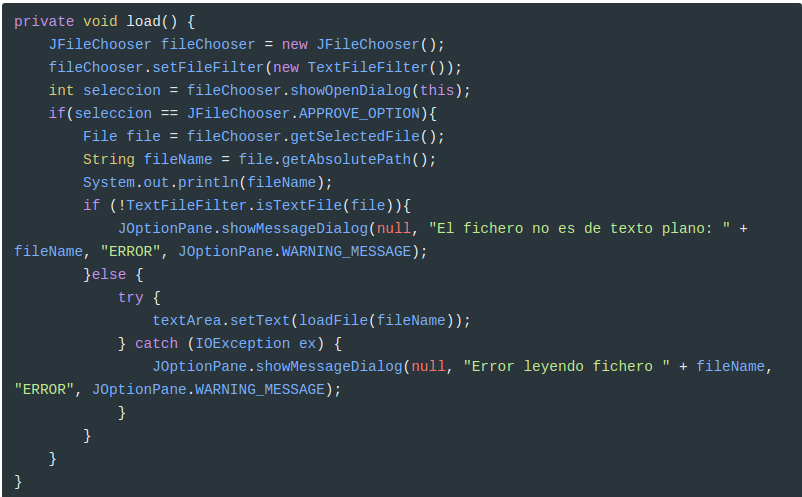 private void load() {
    JFileChooser fileChooser = new JFileChooser();
    fileChooser.setFileFilter(new TextFileFilter());
    int seleccion = fileChooser.showOpenDialog(this);
    if(seleccion == JFileChooser.APPROVE_OPTION){
        File file = fileChooser.getSelectedFile();
        String fileName = file.getAbsolutePath();
        System.out.println(fileName);
        if (!TextFileFilter.isTextFile(file)){
            JOptionPane.showMessageDialog(null, "El fichero no es de texto plano: " +
fileName, "ERROR", JOptionPane.WARNING_MESSAGE);
        }else {
            try {
                textArea.setText(loadFile(fileName));
            } catch (IOException ex) {
                JOptionPane.showMessageDialog(null, "Error leyendo fichero " + fileName,
"ERROR", JOptionPane.WARNING_MESSAGE);
            }
        }
    }
}